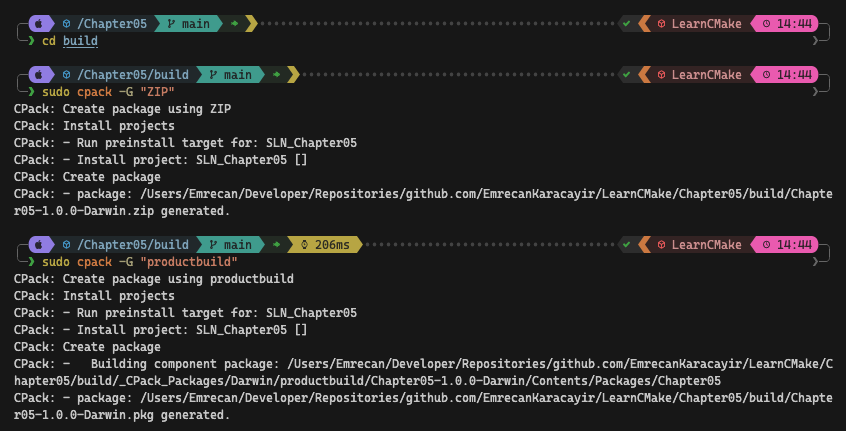 /Chapter05 main LearnCMake 14:44
cd build
/Chapter05/build main LearnCMake 14:44
sudo cpack -G "ZIP"
CPack: Create package using ZIP
CPack: Install projects
CPack: - Run preinstall target for: SLN_Chapter05
CPack: - Install project: SLN_Chapter05 []
CPack: Create package
CPack: - package: /Users/Emrecan/Developer/Repositories/github.com/EmrecanKaracayir/LearnCMake/Chapter05/build/Chapte
r05-1.0.0-Darwin.zip generated.
/Chapter05/build main 206ms LearnCMake 14:44
sudo cpack -G "productbuild"
CPack: Create package using productbuild
CPack: Install projects
CPack: - Run preinstall target for: SLN_Chapter05
CPack: - Install project: SLN_Chapter05 []
CPack: Create package
CPack: -   Building component package: /Users/Emrecan/Developer/Repositories/github.com/EmrecanKaracayir/LearnCMake/C
hapter05/build/_CPack_Packages/Darwin/productbuild/Chapter05-1.0.0-Darwin/Contents/Packages/Chapter05
CPack: - package: /Users/Emrecan/Developer/Repositories/github.com/EmrecanKaracayir/LearnCMake/Chapter05/build/Chapte
r05-1.0.0-Darwin.pkg generated.